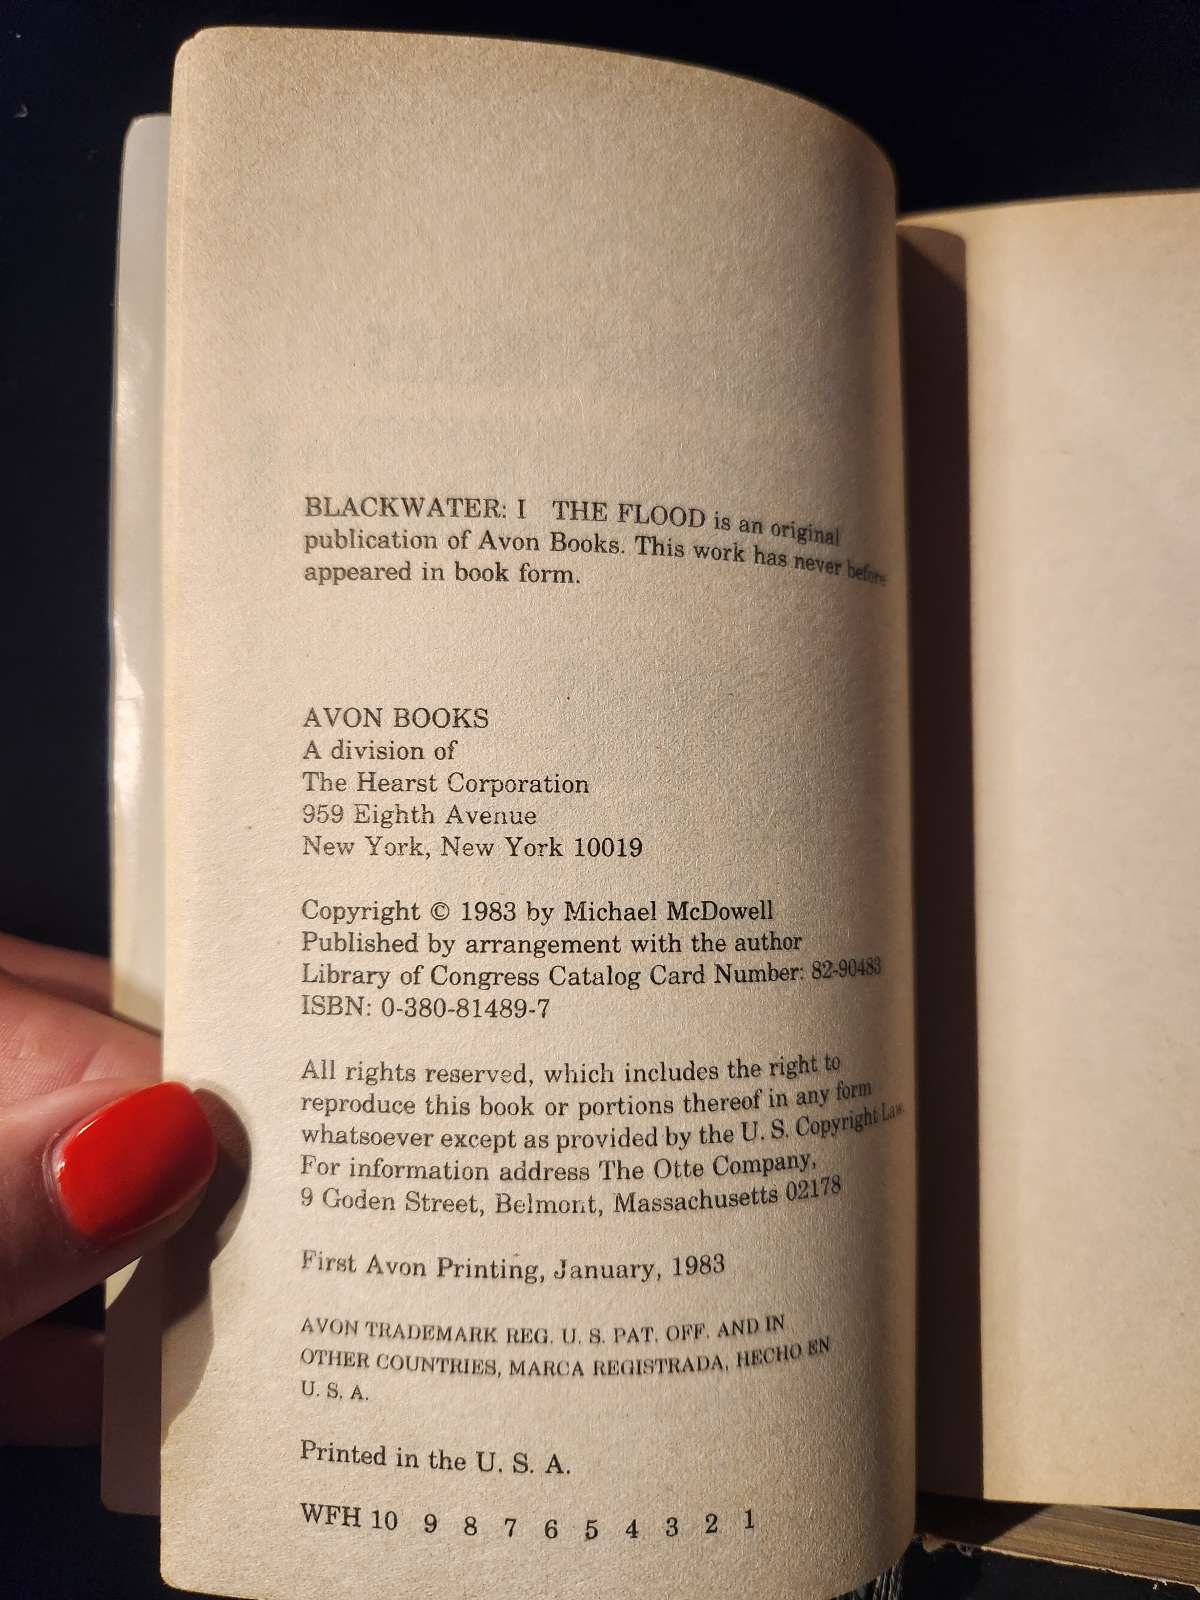 BLACKWATER: I THE FLOOD is an original
publication of Avon Books. This work has never before
appeared in book form.
AVON BOOKS
A division of
The Hearst Corporation
959 Eighth Avenue
New York, New York 10019
Copyright © 1983 by Michael McDowell
Published by arrangement with the author
Library of Congress Catalog Card Number: 82-90483
ISBN: 0-380-81489-7
All rights reserved, which includes the right to
reproduce this book or portions thereof in any form
whatsoever except as provided by the U. S. Copyright Law.
For information address The Otte Company,
9 Goden Street, Belmont, Massachusetts 02178
First Avon Printing, January, 1983
AVON TRADEMARK REG. U. S. PAT. OFF. AND IN
OTHER COUNTRIES, MARCA REGISTRADA, HECHO EN
U. S. A.
Printed in the U. S. A.
WFH 10 9 8 7 6 5 4 3 2 1